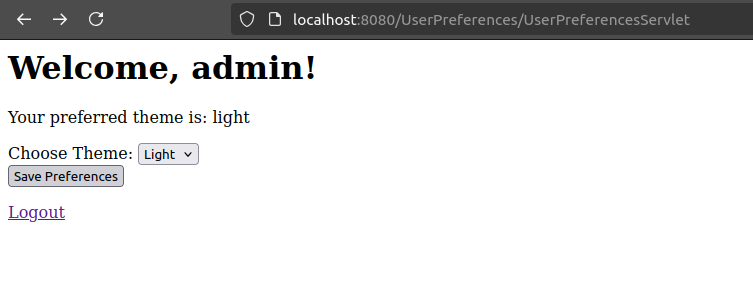 localhost:8080/UserPreferences/UserPreferencesServlet
Welcome, admin!
Your preferred theme is: light
Choose Theme: Light
Save Preferences
Logout